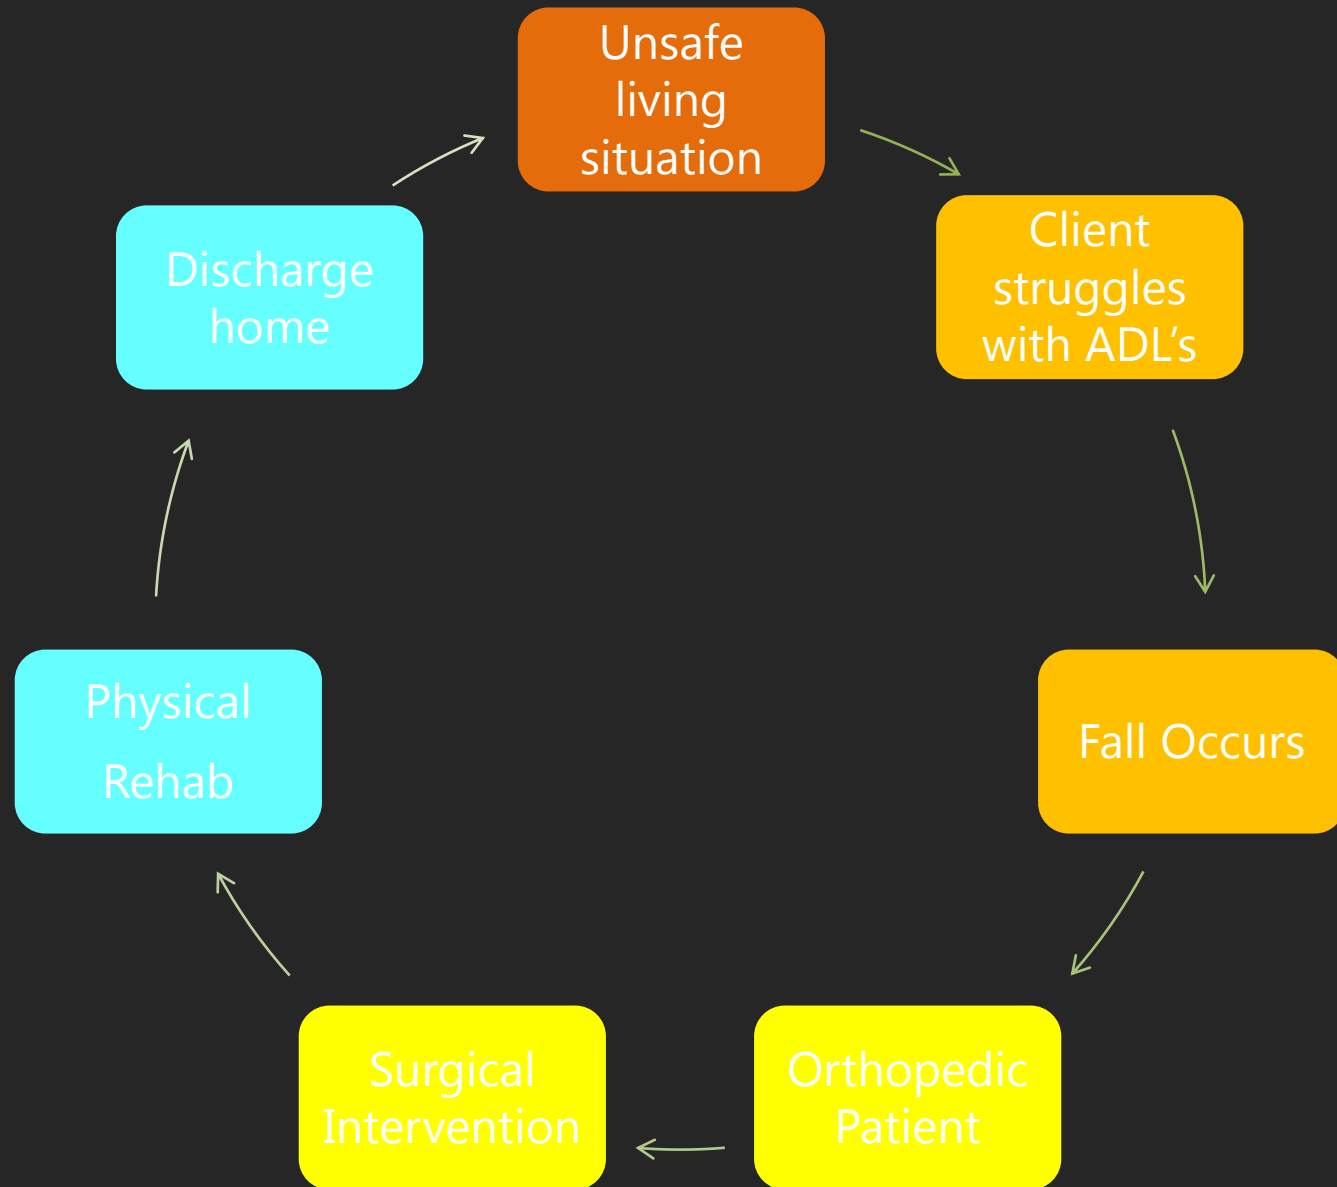 Unsafe
living
situation
Client
struggles
with ADL’s
Fall Occurs
Orthopedic
Patient
Surgical
Intervention
Physical
Rehab
Discharge
home